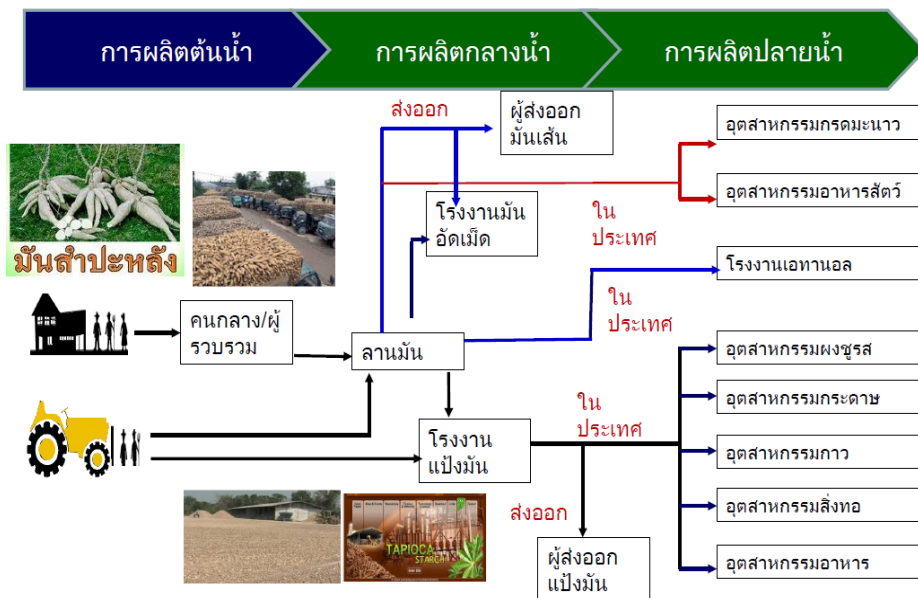 การผลิตต้นน้ำ
การผลิตกลางน้ำ
การผลิตปลายน้ำ
ส่งออก
ผู้ส่งออก
มันเส้น
อุตสาหกรรมกรดมะนาว
อุตสาหกรรมอาหารสัตว์
โรงงานมัน
อัดเม็ด
ใน
ประเทศ
มันสำปะหลัง
โรงงานเอทานอล
ใน
ประเทศ
คนกลาง/ผู้
รวบรวม
ลานมัน
อุตสาหกรรมผงชูรส
อุตสาหกรรมกระดาษ
ใน
ประเทศ
โรงงาน
แป้งมัน
อุตสาหกรรมกาว
ส่งออก
อุตสาหกรรมสิ่งทอ
TAPIOCA
STARCH
ผู้ส่งออก
แป้งมัน
อุตสาหกรรมอาหาร